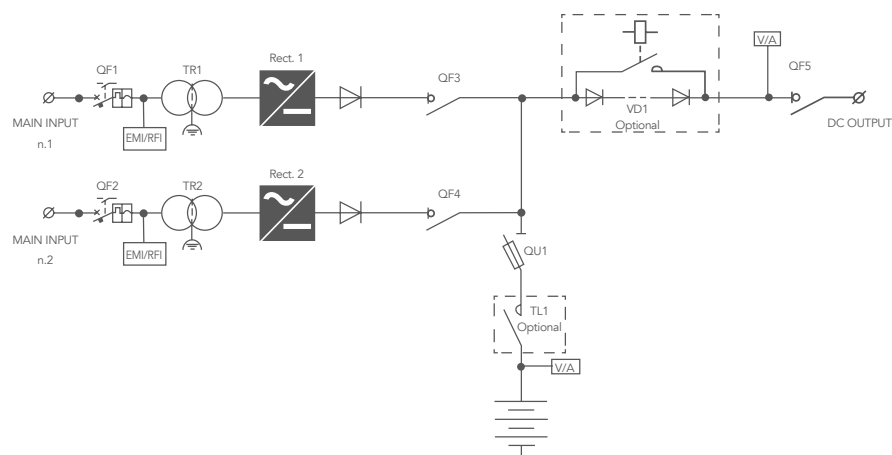 QF1
TR1
Rect. 1
QF3
V/A
QF5
MAIN INPUT
n.1
EMI/RFI
VD1
Optional
DC OUTPUT
QF2
TR2
Rect. 2
QF4
MAIN INPUT
n.2
EMI/RFI
QU1
TL1
Optional
V/A